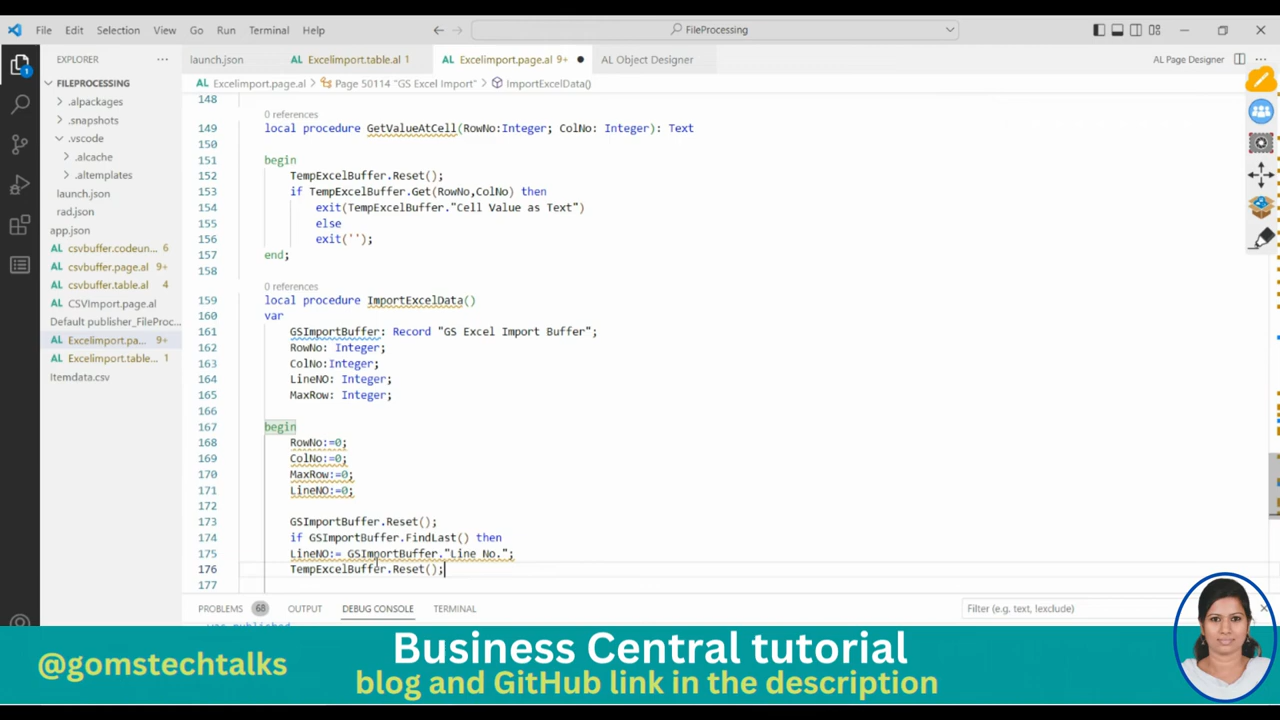 File Edit Selection View Go Run Terminal Help
FileProcessing
EXPLORER
launch.json
AL Excelimport.table.al 1
AL Excelimport.page.al 9+
AL Object Designer
AL Page Designer
AL Excelimport.page.al > Page 50114 "GS Excel Import" > ImportExcelData()
FILEPROCESSING
.alpackages
.snapshots
.vscode
.alcache
.altemplates
launch.json
rad.json
app.json
AL csvbuffer.codeun... 6
AL csvbuffer.page.al 9+
AL csvbuffer.table.al 4
AL CSVImport.page.al
Default publisher_FileProc...
AL Excelimport.pa... 9+
AL Excelimport.table... 1
Itemdata.csv
1
148
0 references
149 local procedure GetValueAtCell(RowNo:Integer; ColNo: Integer): Text
150
151 begin
152 TempExcelBuffer.Reset();
153 if TempExcelBuffer.Get(RowNo,ColNo) then
154 exit(TempExcelBuffer."Cell Value as Text")
155 else
156 exit('');
157 end;
158
0 references
159 local procedure ImportExcelData()
160 var
161 GSImportBuffer: Record "GS Excel Import Buffer";
162 RowNo: Integer;
163 ColNo:Integer;
164 LineNO: Integer;
165 MaxRow: Integer;
166
167 begin
168 RowNo:=0;
169 ColNo:=0;
170 MaxRow:=0;
171 LineNO:=0;
172
173 GSImportBuffer.Reset();
174 if GSImportBuffer.FindLast() then
175 LineNO:= GSImportBuffer."Line No.";
176 TempExcelBuffer.Reset();
177
PROBLEMS 68 OUTPUT DEBUG CONSOLE TERMINAL
Filter (e.g. text, !exclude)
@gomstechtalks
Business Central tutorial
blog and GitHub link in the description